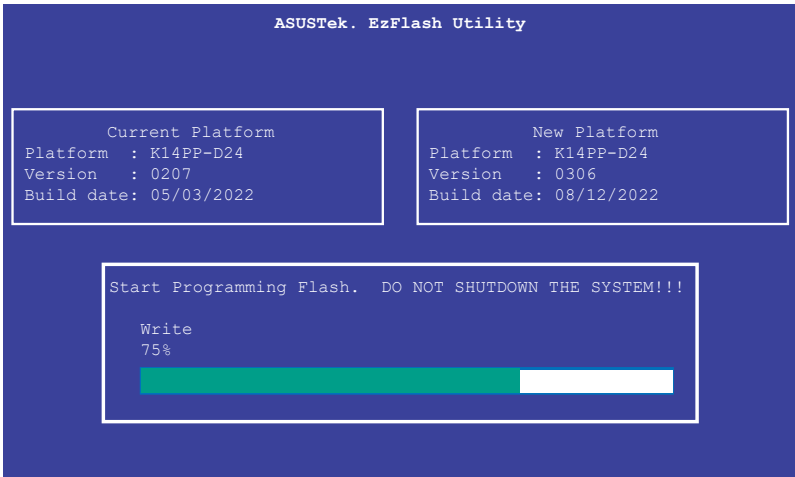 ASUSTek. EzFlash Utility
Current Platform
Platform : K14PP-D24
Version : 0207
Build date: 05/03/2022
New Platform
Platform : K14PP-D24
Version : 0306
Build date: 08/12/2022
Start Programming Flash. DO NOT SHUTDOWN THE SYSTEM!!!
Write
75%